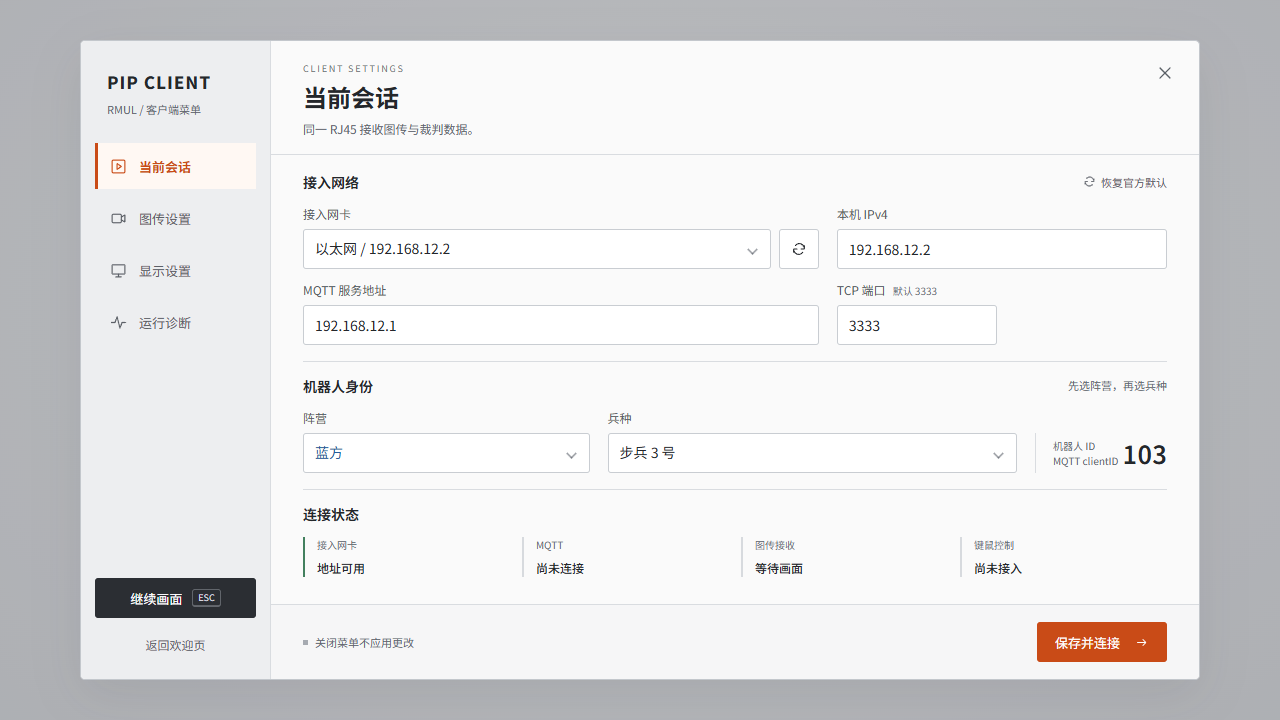 PIP CLIENT
RMUL / 客户端菜单
当前会话
图传设置
显示设置
运行诊断
继续画面 ESC
返回欢迎页
CLIENT SETTINGS
当前会话
同一 RJ45 接收图传与裁判数据。
接入网络
恢复官方默认
接入网卡
本机 IPv4
以太网 / 192.168.12.2
192.168.12.2
MQTT 服务地址
TCP 端口 默认 3333
192.168.12.1
3333
机器人身份
先选阵营，再选兵种
阵营
兵种
蓝方
步兵 3 号
机器人 ID
MQTT clientID
103
连接状态
接入网卡
地址可用
MQTT
尚未连接
图传接收
等待画面
键鼠控制
尚未接入
关闭菜单不应用更改
保存并连接